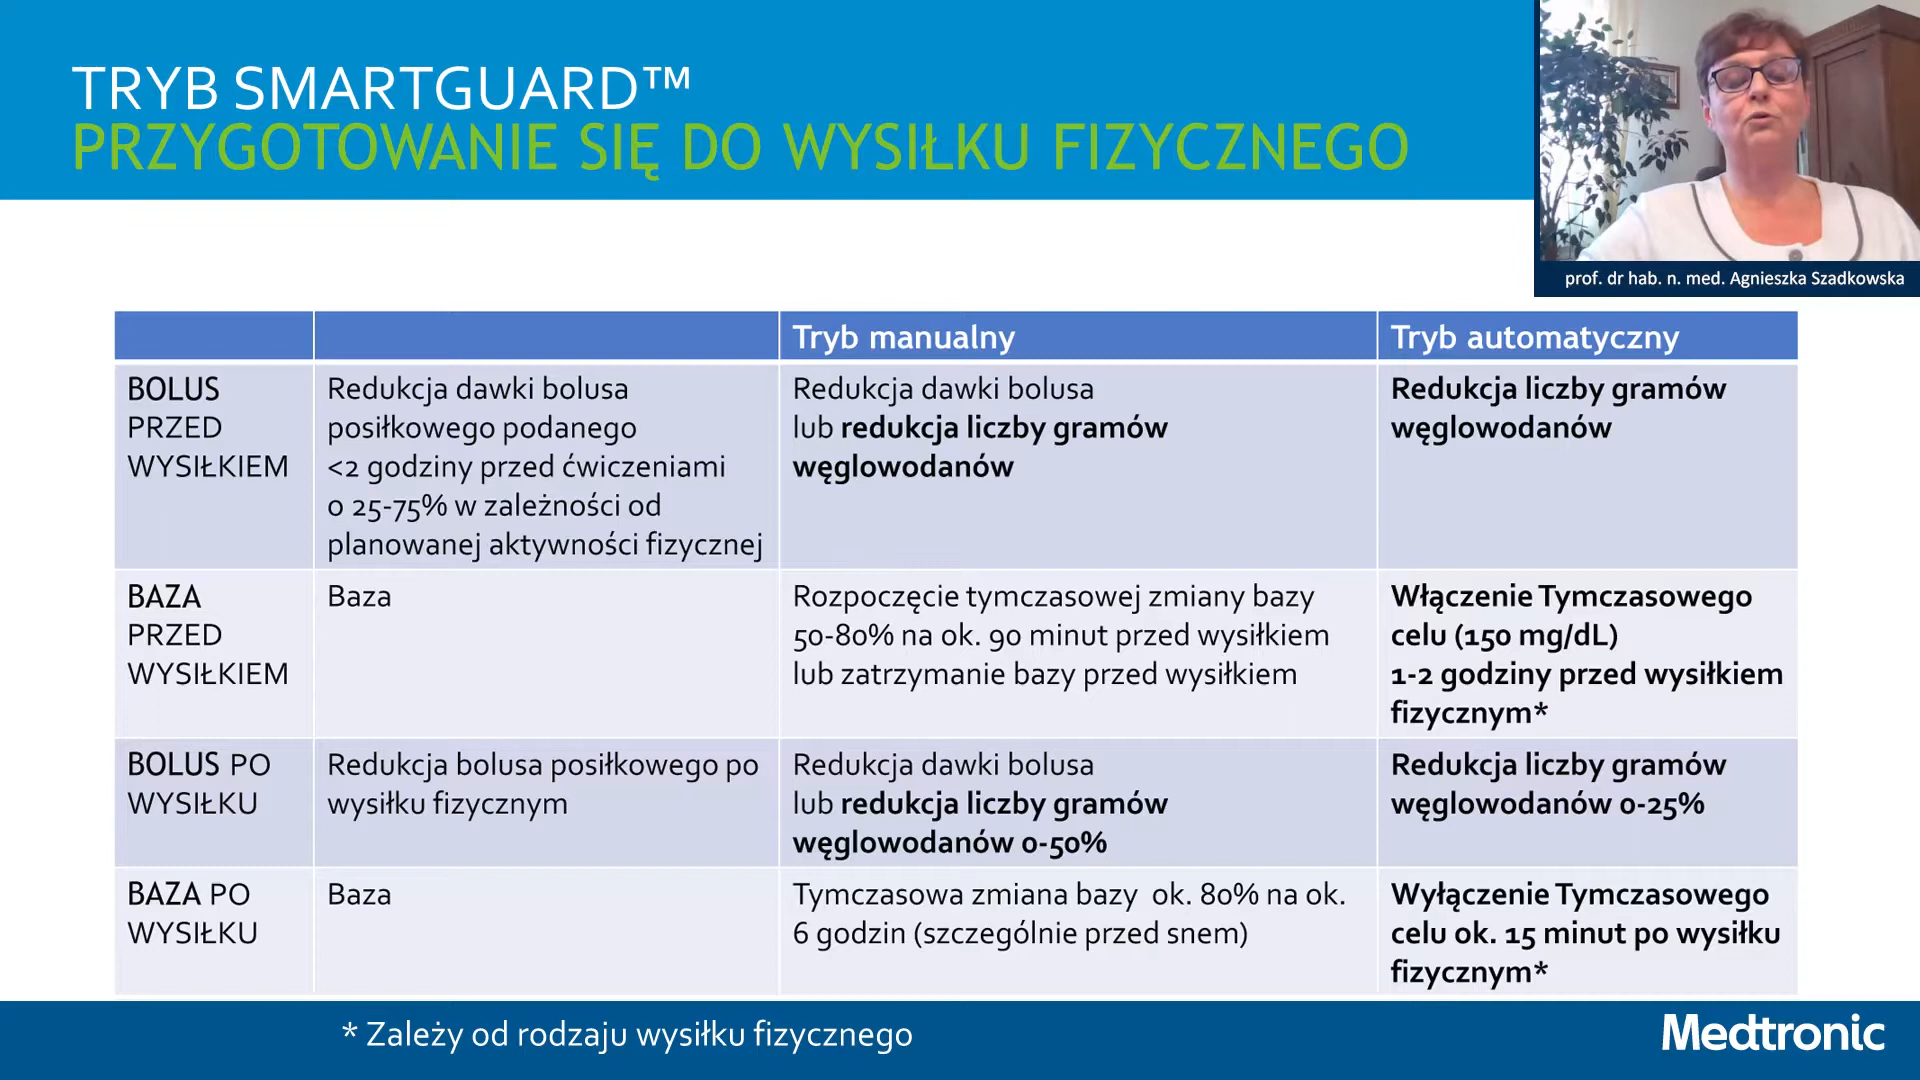 TRYB SMARTGUARD™
PRZYGOTOWANIE SIĘ DO WYSIŁKU FIZYCZNEGO
prof. dr hab. n. med. Agnieszka Szadkowska
Tryb manualny
Tryb automatyczny
BOLUS
PRZED
WYSIŁKIEM
Redukcja dawki bolusa
posiłkowego podanego
<2 godziny przed ćwiczeniami
o 25-75% w zależności od
planowanej aktywności fizycznej
Redukcja dawki bolusa
lub redukcja liczby gramów
węglowodanów
Redukcja liczby gramów
węglowodanów
BAZA
PRZED
WYSIŁKIEM
Baza
Rozpoczęcie tymczasowej zmiany bazy
50-80% na ok. 90 minut przed wysiłkiem
lub zatrzymanie bazy przed wysiłkiem
Włączenie Tymczasowego
celu (150 mg/dL)
1-2 godziny przed wysiłkiem
fizycznym*
BOLUS PO
WYSIŁKU
Redukcja bolusa posiłkowego po
wysiłku fizycznym
Redukcja dawki bolusa
lub redukcja liczby gramów
węglowodanów 0-50%
Redukcja liczby gramów
węglowodanów 0-25%
BAZA PO
WYSIŁKU
Baza
Tymczasowa zmiana bazy  ok. 80% na ok.
6 godzin (szczególnie przed snem)
Wyłączenie Tymczasowego
celu ok. 15 minut po wysiłku
fizycznym*
* Zależy od rodzaju wysiłku fizycznego
Medtronic